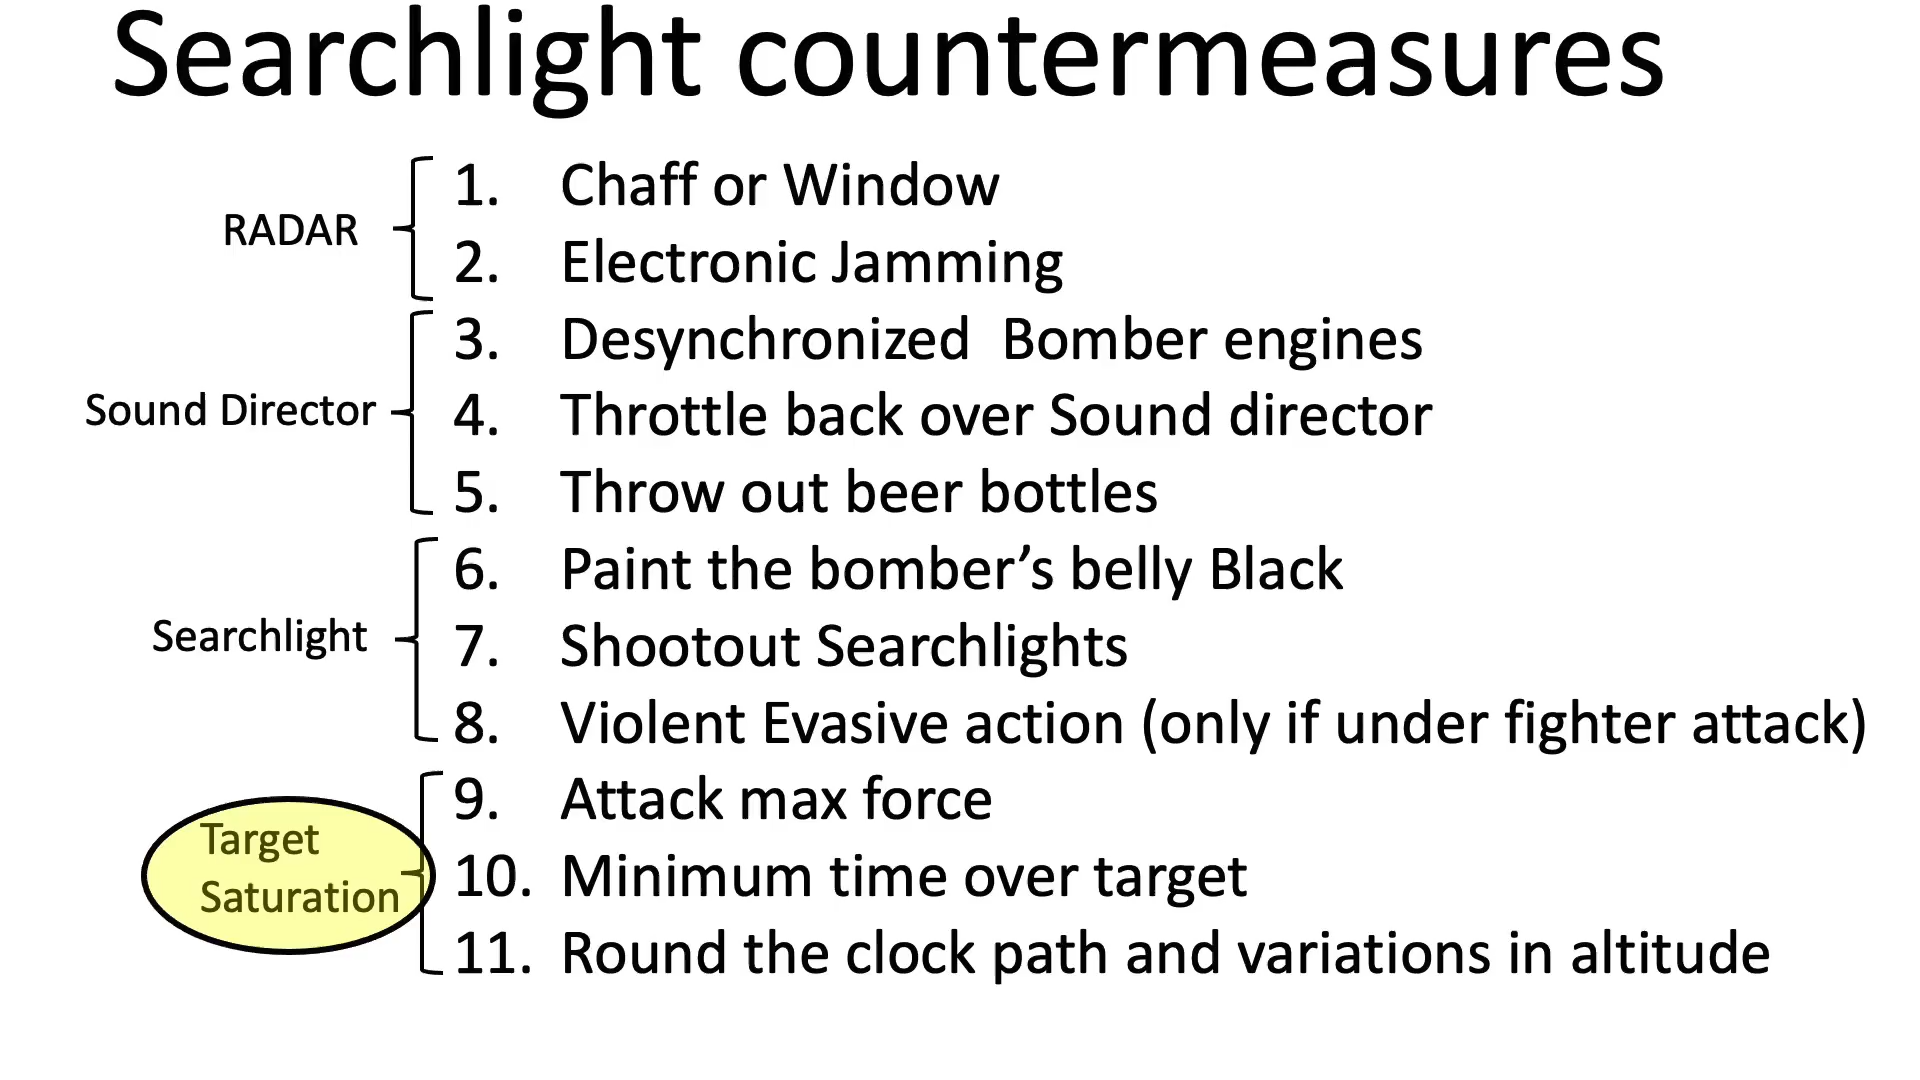 Searchlight countermeasures
RADAR
1. Chaff or Window
2. Electronic Jamming
Sound Director
3. Desynchronized  Bomber engines
4. Throttle back over Sound director
5. Throw out beer bottles
Searchlight
6. Paint the bomber’s belly Black
7. Shootout Searchlights
8. Violent Evasive action (only if under fighter attack)
Target
Saturation
9. Attack max force
10. Minimum time over target
11. Round the clock path and variations in altitude